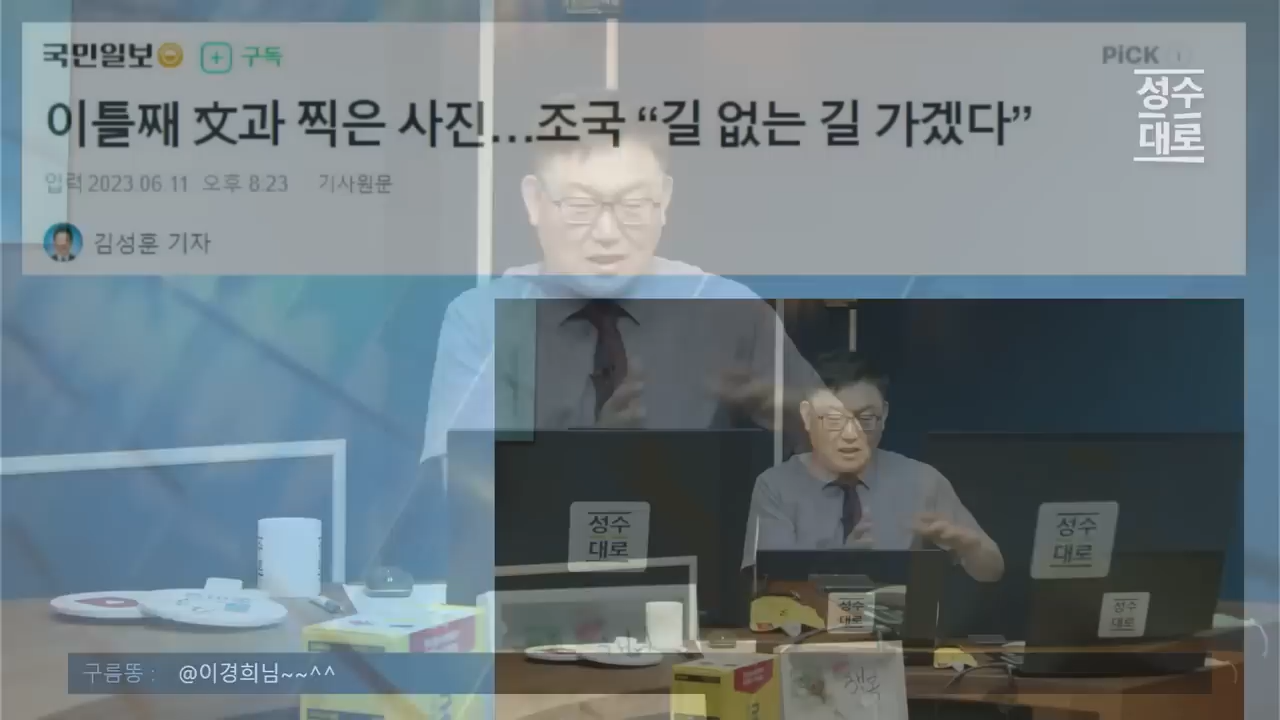 국민일보 구독
PiCK
이틀째 文과 찍은 사진…조국 “길 없는 길 가겠다”
입력 2023.06.11 오후 8:23 기사원문
김성훈 기자
성수
대로
성수
대로
성수
대로
성수
대로
성수
대로
행복
구름똥 : @이경희님~~^^